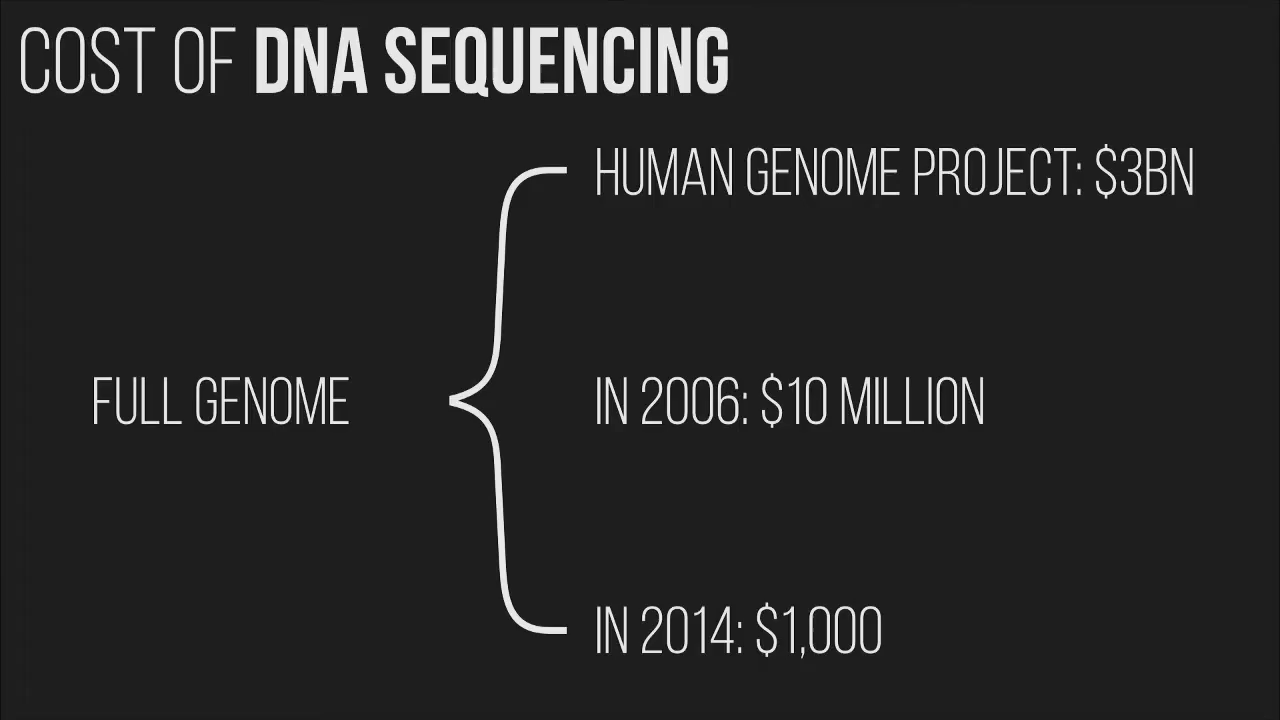 COST OF DNA SEQUENCING
HUMAN GENOME PROJECT: $3BN
FULL GENOME
IN 2006: $10 MILLION
IN 2014: $1,000